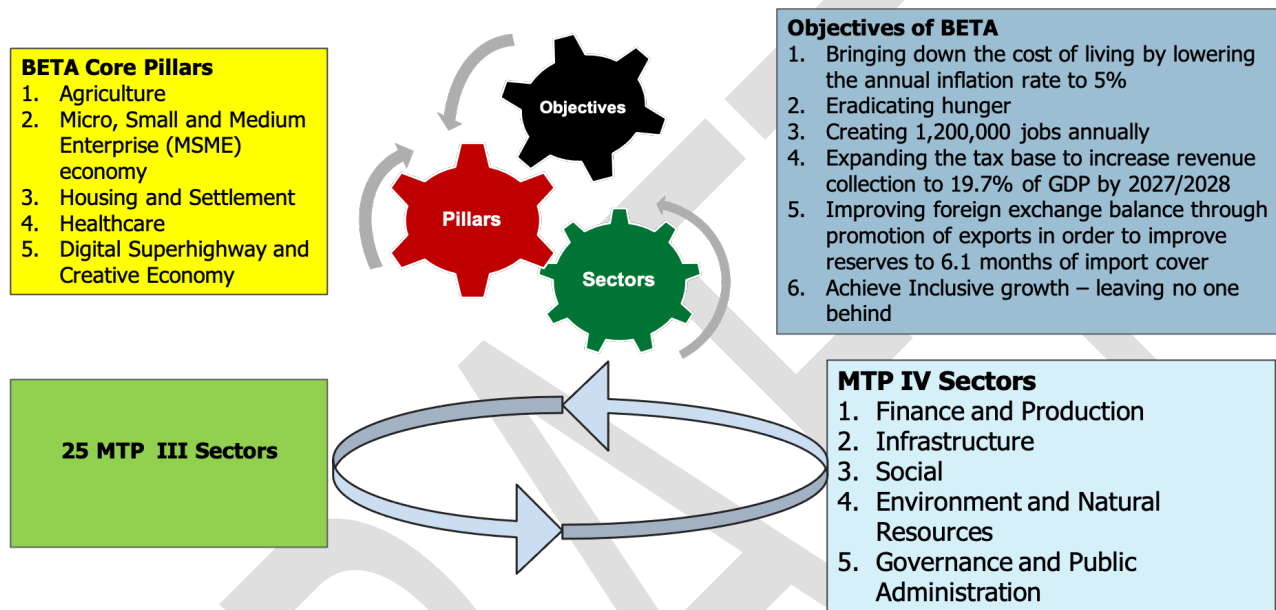 BETA Core Pillars
1. Agriculture
2. Micro, Small and Medium
Enterprise (MSME)
economy
3. Housing and Settlement
4. Healthcare
5. Digital Superhighway and
Creative Economy
Objectives
Pillars
Sectors
Objectives of BETA
1. Bringing down the cost of living by lowering
the annual inflation rate to 5%
2. Eradicating hunger
3. Creating 1,200,000 jobs annually
4. Expanding the tax base to increase revenue
collection to 19.7% of GDP by 2027/2028
5. Improving foreign exchange balance through
promotion of exports in order to improve
reserves to 6.1 months of import cover
6. Achieve Inclusive growth – leaving no one
behind
25 MTP III Sectors
MTP IV Sectors
1. Finance and Production
2. Infrastructure
3. Social
4. Environment and Natural
Resources
5. Governance and Public
Administration